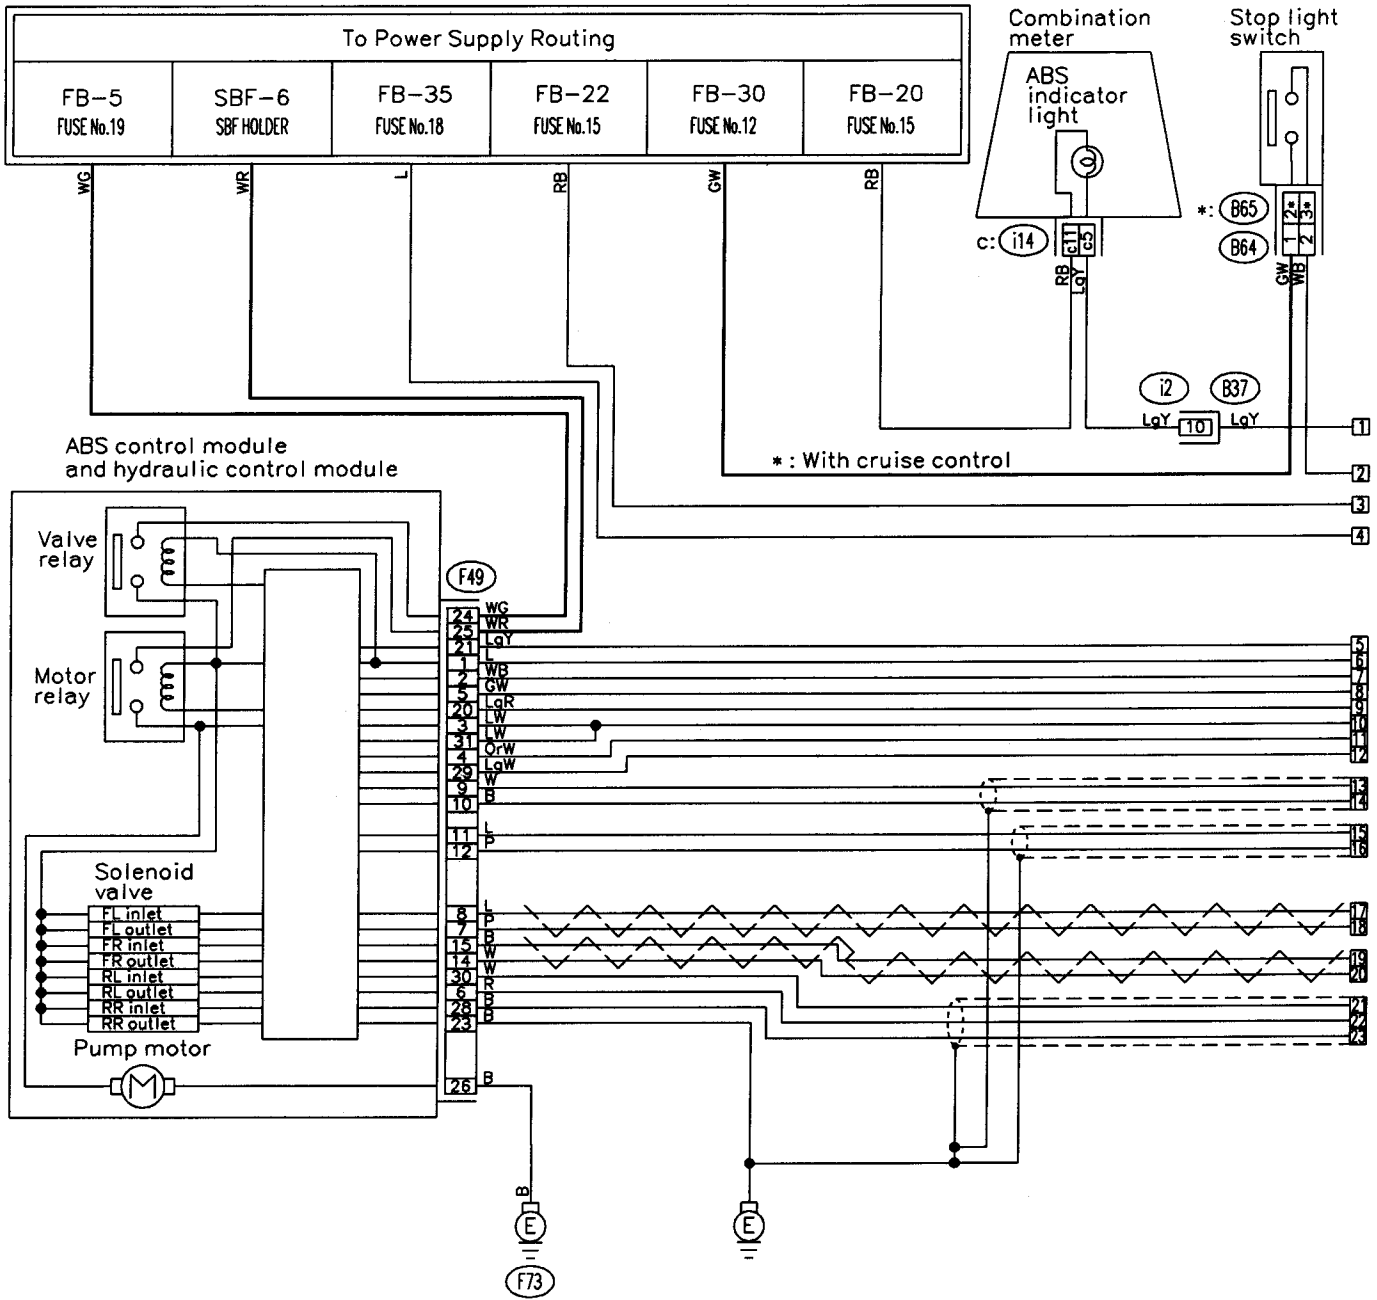 To Power Supply Routing
FB-5
FUSE No.19
SBF-6
SBF HOLDER
FB-35
FUSE No.18
FB-22
FUSE No.15
FB-30
FUSE No.12
FB-20
FUSE No.15
WG
WR
L
RB
GW
RB
Combination
meter
ABS
indicator
light
c: i14
c11
c5
RB
LgY
Stop light
switch
*: B65
2*
3*
B64
1
2
GW
WB
i2
B37
LgY
10
LgY
1
* : With cruise control
2
3
4
ABS control module
and hydraulic control module
Valve
relay
Motor
relay
F49
24 WG
25 WR
21 LgY 5
1 L 6
2 WB 7
5 GW 8
20 LgR 9
3 LW 10
31 LW 11
4 OrW 12
29 LgW
9 W 13
10 B 14
11 L 15
12 P 16
Solenoid
valve
FL inlet
FL outlet
FR inlet
FR outlet
RL inlet
RL outlet
RR inlet
RR outlet
8 L 17
7 P 18
15 B 19
14 W 20
30 W 21
6 R 22
28 B 23
23 B
Pump motor
M
26 B
B
E
E
F73